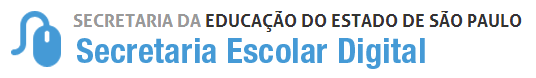 SECRETARIA DA EDUCAÇÃO DO ESTADO DE SÃO PAULO
Secretaria Escolar Digital